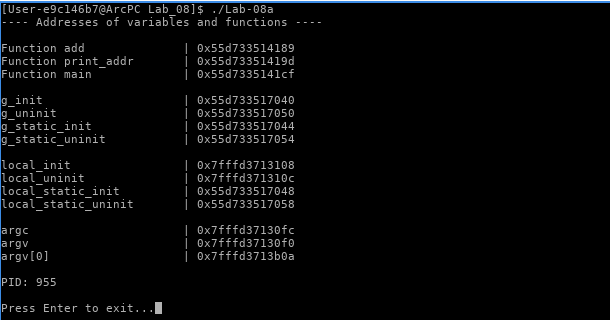 [User-e9c146b7@ArcPC Lab_08]$ ./Lab-08a
---- Addresses of variables and functions ----
Function add | 0x55d733514189
Function print_addr | 0x55d73351419d
Function main | 0x55d7335141cf
g_init | 0x55d733517040
g_uninit | 0x55d733517050
g_static_init | 0x55d733517044
g_static_uninit | 0x55d733517054
local_init | 0x7fffd3713108
local_uninit | 0x7fffd371310c
local_static_init | 0x55d733517048
local_static_uninit | 0x55d733517058
argc | 0x7fffd37130fc
argv | 0x7fffd37130f0
argv[0] | 0x7fffd3713b0a
PID: 955
Press Enter to exit...